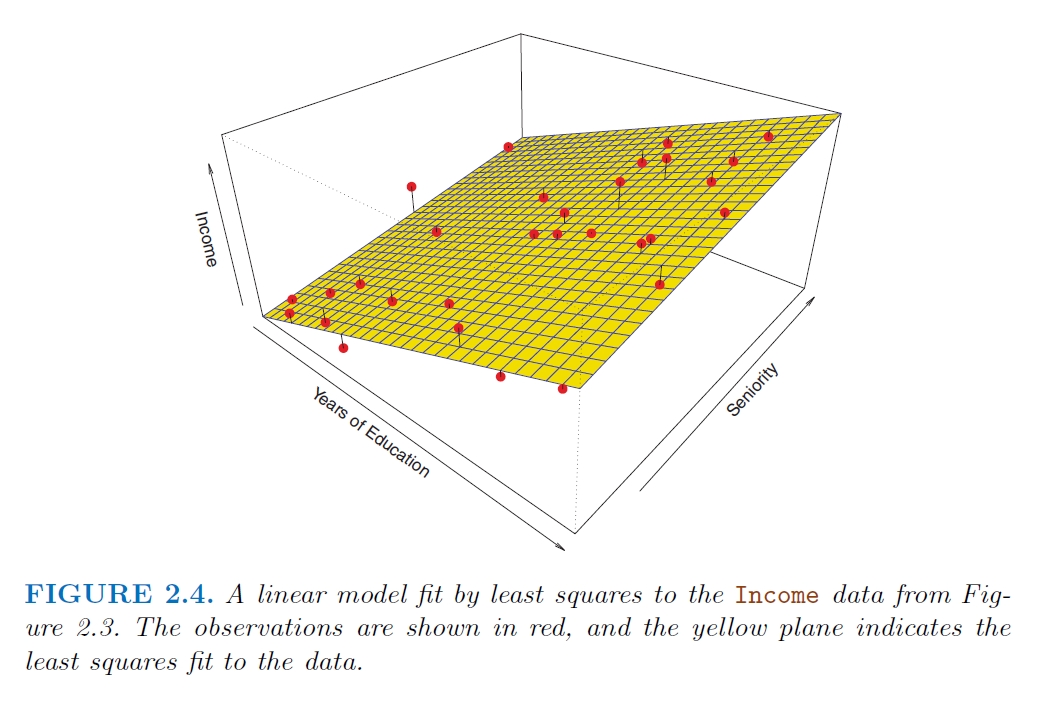 Income
Years of Education
Seniority
FIGURE 2.4. A linear model fit by least squares to the Income data from Fig-
ure 2.3. The observations are shown in red, and the yellow plane indicates the
least squares fit to the data.